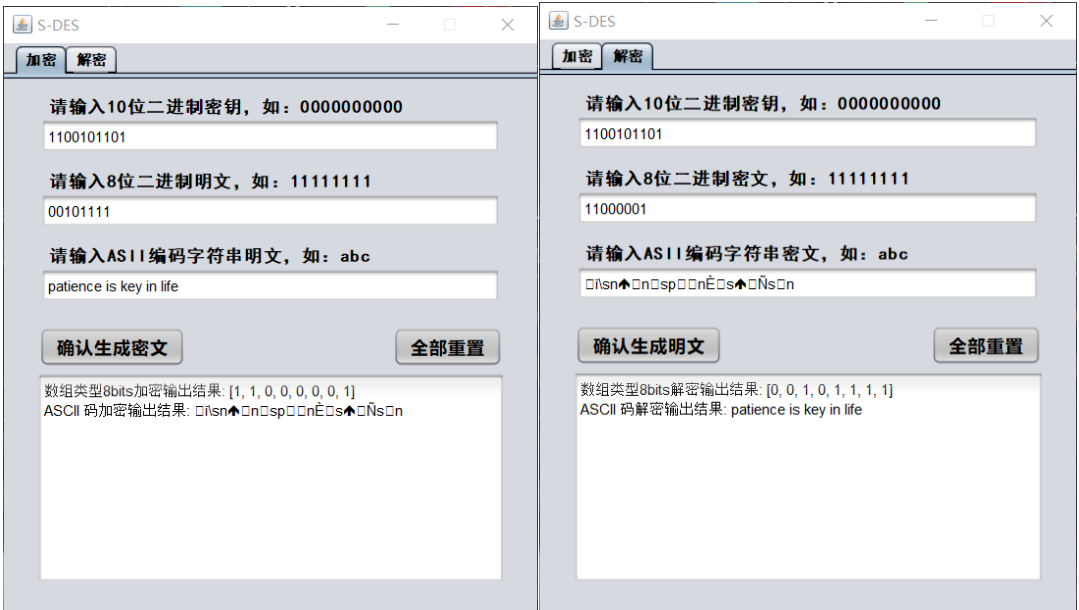 S-DES
加密 解密
请输入10位二进制密钥，如：0000000000
1100101101
请输入8位二进制明文，如：11111111
00101111
请输入ASII编码字符串明文，如：abc
patience is key in life
确认生成密文 全部重置
数组类型8bits加密输出结果: [1, 1, 0, 0, 0, 0, 0, 1]
ASCII 码加密输出结果: □ï\sn🡹□n□sp□□nÈ□s🡹□Ñs□n
S-DES
加密 解密
请输入10位二进制密钥，如：0000000000
1100101101
请输入8位二进制密文，如：11111111
11000001
请输入ASII编码字符串密文，如：abc
□ï\sn🡹□n□sp□□nÈ□s🡹□Ñs□n
确认生成明文 全部重置
数组类型8bits解密输出结果: [0, 0, 1, 0, 1, 1, 1, 1]
ASCII 码解密输出结果: patience is key in life